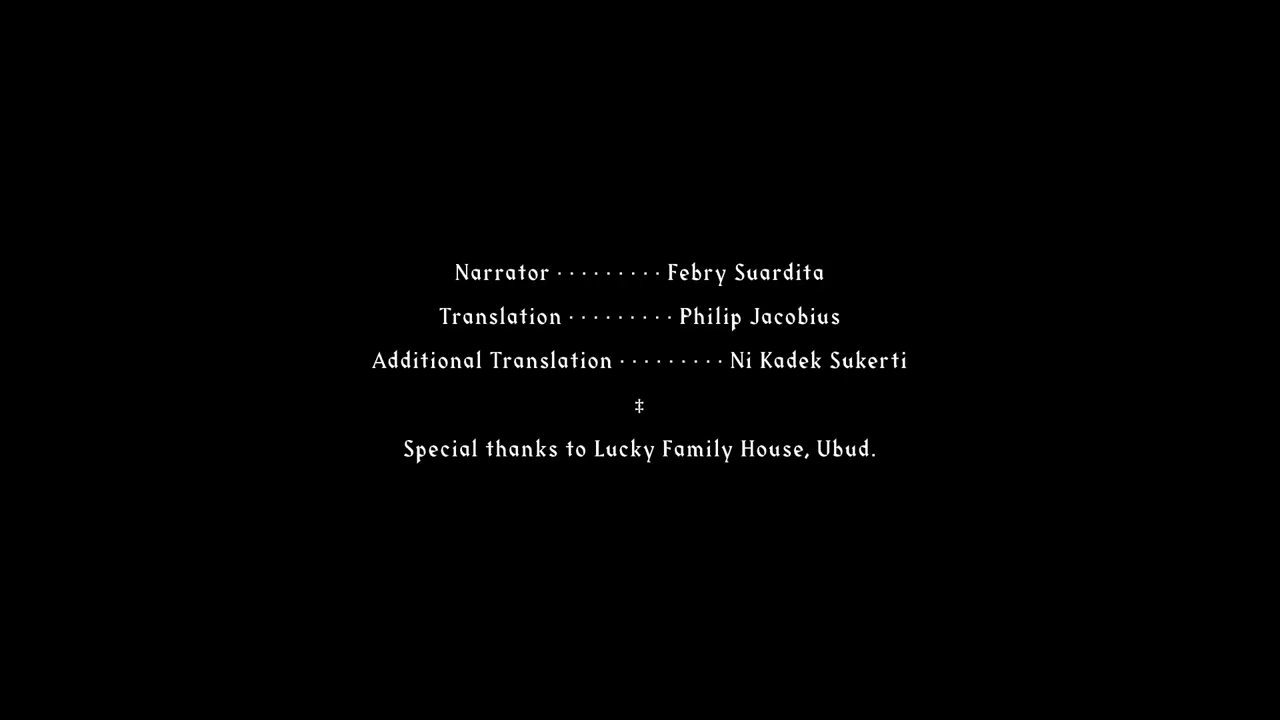 Narrator · · · · · · · · · Febry Suardita
Translation · · · · · · · · · Philip Jacobius
Additional Translation · · · · · · · · · Ni Kadek Sukerti
‡
Special thanks to Lucky Family House, Ubud.